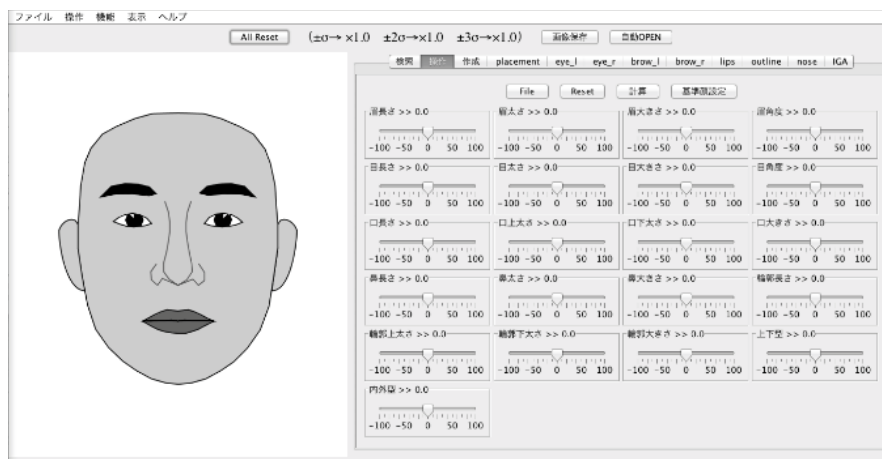 ファイル 操作 機能 表示 ヘルプ
All Reset (±σ→ ×1.0 ±2σ→×1.0 ±3σ→×1.0) 画像保存 自動OPEN
検索 操作 作成 placement eye_l eye_r brow_l brow_r lips outline nose IGA
File Reset 計算 基準顔設定
眉長さ >> 0.0 眉太さ >> 0.0 眉大きさ >> 0.0 眉角度 >> 0.0
-100 -50 0 50 100 -100 -50 0 50 100 -100 -50 0 50 100 -100 -50 0 50 100
目長さ >> 0.0 目太さ >> 0.0 目大きさ >> 0.0 目角度 >> 0.0
-100 -50 0 50 100 -100 -50 0 50 100 -100 -50 0 50 100 -100 -50 0 50 100
口長さ >> 0.0 口上太さ >> 0.0 口下太さ >> 0.0 口大きさ >> 0.0
-100 -50 0 50 100 -100 -50 0 50 100 -100 -50 0 50 100 -100 -50 0 50 100
鼻長さ >> 0.0 鼻太さ >> 0.0 鼻大きさ >> 0.0 輪郭長さ >> 0.0
-100 -50 0 50 100 -100 -50 0 50 100 -100 -50 0 50 100 -100 -50 0 50 100
輪郭上太さ >> 0.0 輪郭下太さ >> 0.0 輪郭大きさ >> 0.0 上下型 >> 0.0
-100 -50 0 50 100 -100 -50 0 50 100 -100 -50 0 50 100 -100 -50 0 50 100
内外型 >> 0.0
-100 -50 0 50 100